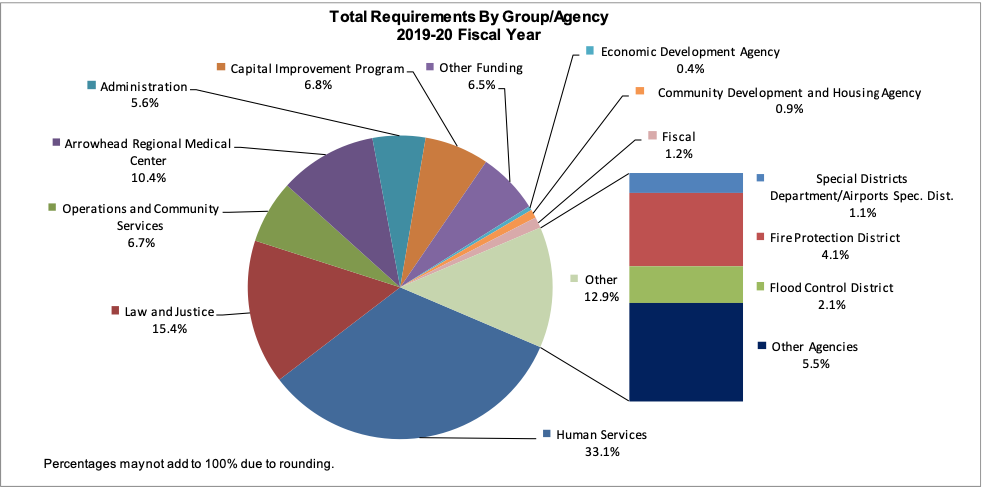 Total Requirements By Group/Agency
2019-20 Fiscal Year
Economic Development Agency
0.4%
Capital Improvement Program
6.8%
Other Funding
6.5%
Administration
5.6%
Community Development and Housing Agency
0.9%
Fiscal
1.2%
Arrowhead Regional Medical
Center
10.4%
Special Districts
Department/Airports Spec. Dist.
1.1%
Operations and Community
Services
6.7%
Fire Protection District
4.1%
Other
12.9%
Flood Control District
2.1%
Law and Justice
15.4%
Other Agencies
5.5%
Human Services
33.1%
Percentages may not add to 100% due to rounding.